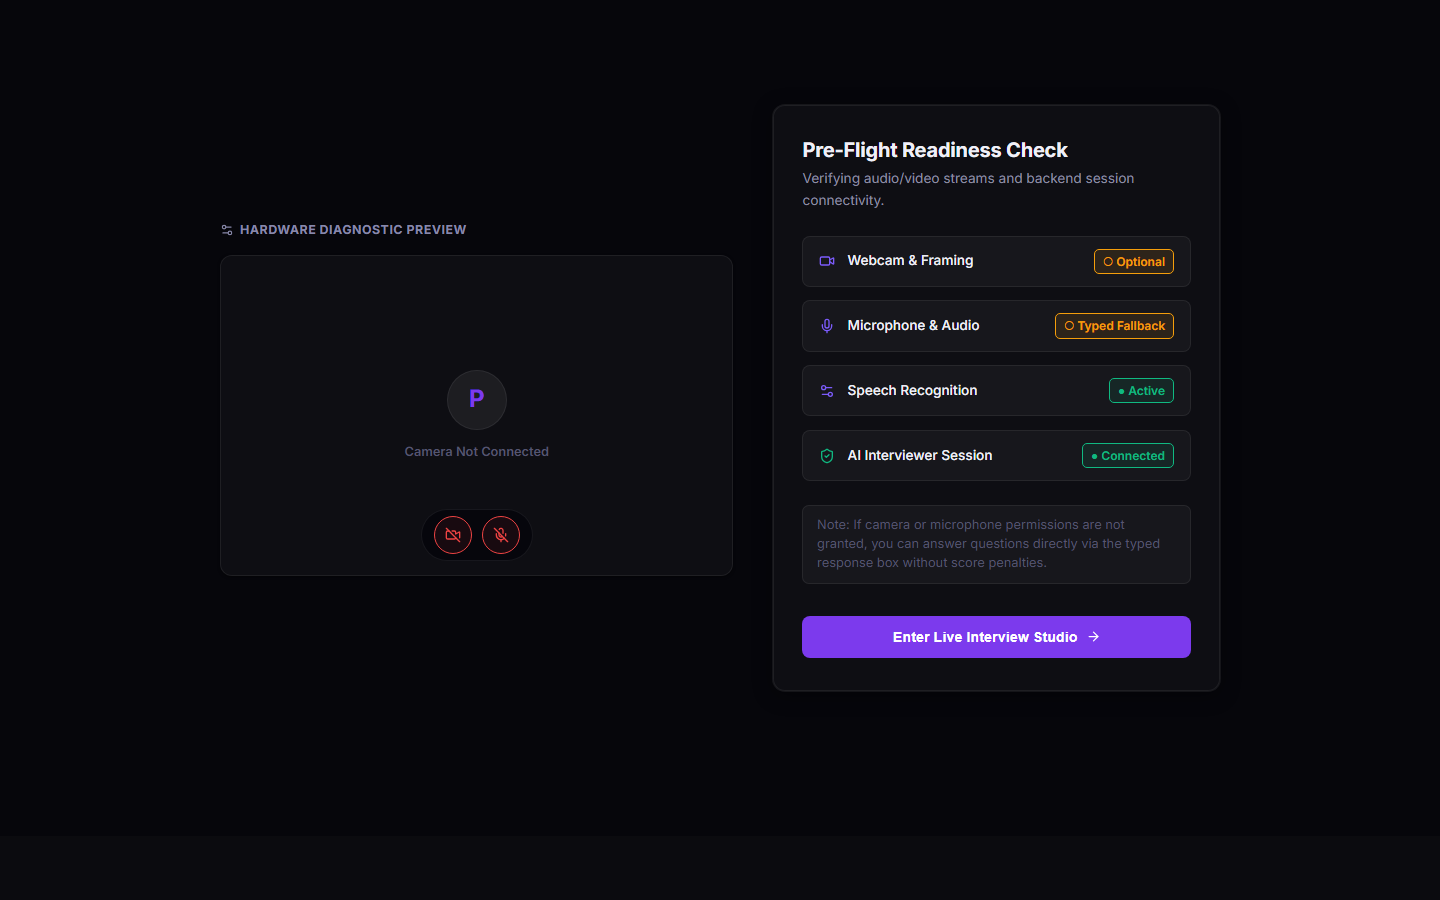 HARDWARE DIAGNOSTIC PREVIEW
P
Camera Not Connected
Pre-Flight Readiness Check
Verifying audio/video streams and backend session
connectivity.
Webcam & Framing
Optional
Microphone & Audio
Typed Fallback
Speech Recognition
Active
AI Interviewer Session
Connected
Note: If camera or microphone permissions are not
granted, you can answer questions directly via the typed
response box without score penalties.
Enter Live Interview Studio →